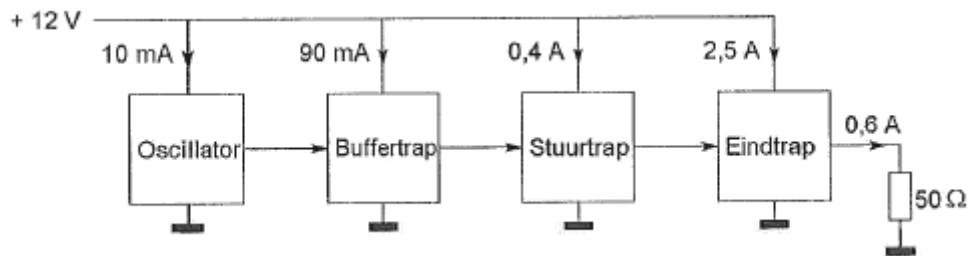 + 12 V
10 mA 90 mA 0,4 A 2,5 A
0,6 A
Oscillator Buffertrap Stuurtrap Eindtrap
50 Ω